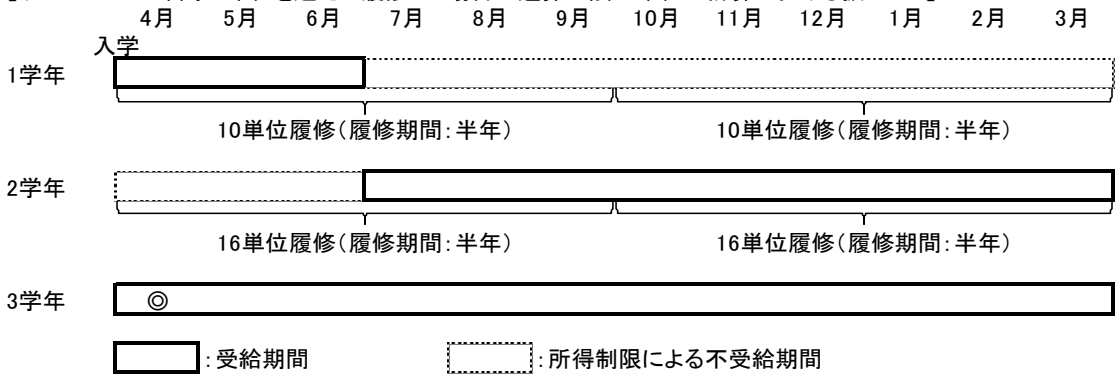 4月 5月 6月 7月 8月 9月 10月 11月 12月 1月 2月 3月
入学
1学年
10単位履修(履修期間:半年) 10単位履修(履修期間:半年)
2学年
16単位履修(履修期間:半年) 16単位履修(履修期間:半年)
3学年 ◎
:受給期間 :所得制限による不受給期間